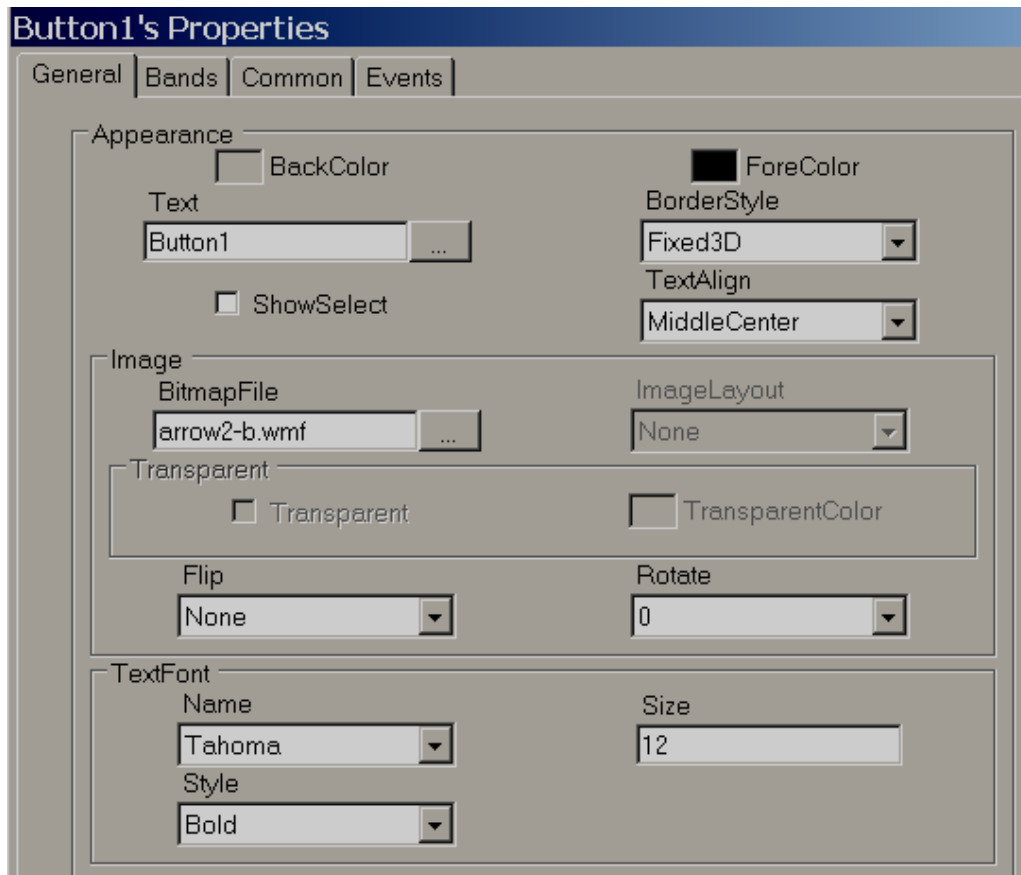 Button1's Properties
General Bands Common Events
Appearance
BackColor ForeColor
Text BorderStyle
Button1 ... Fixed3D
TextAlign
ShowSelect MiddleCenter
Image
BitmapFile ImageLayout
arrow2-b.wmf ... None
Transparent
Transparent TransparentColor
Flip Rotate
None 0
TextFont
Name Size
Tahoma 12
Style
Bold